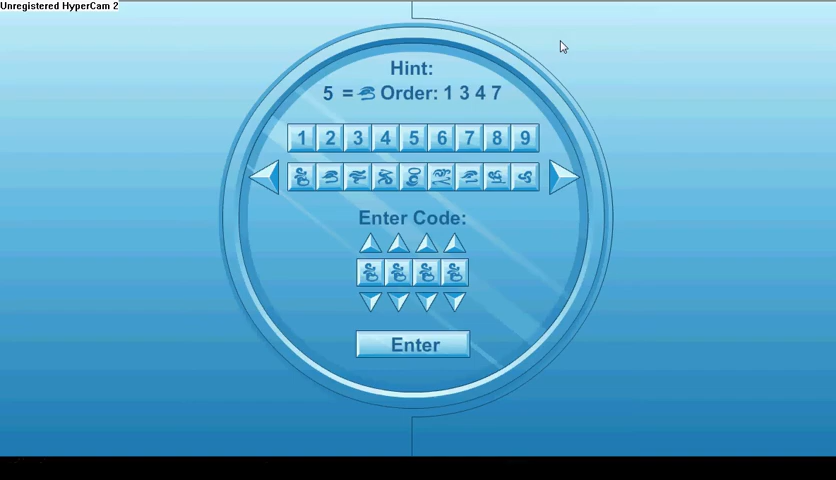 Unregistered HyperCam 2
Hint:
5 = Order: 1 3 4 7
1 2 3 4 5 6 7 8 9
Enter Code:
Enter